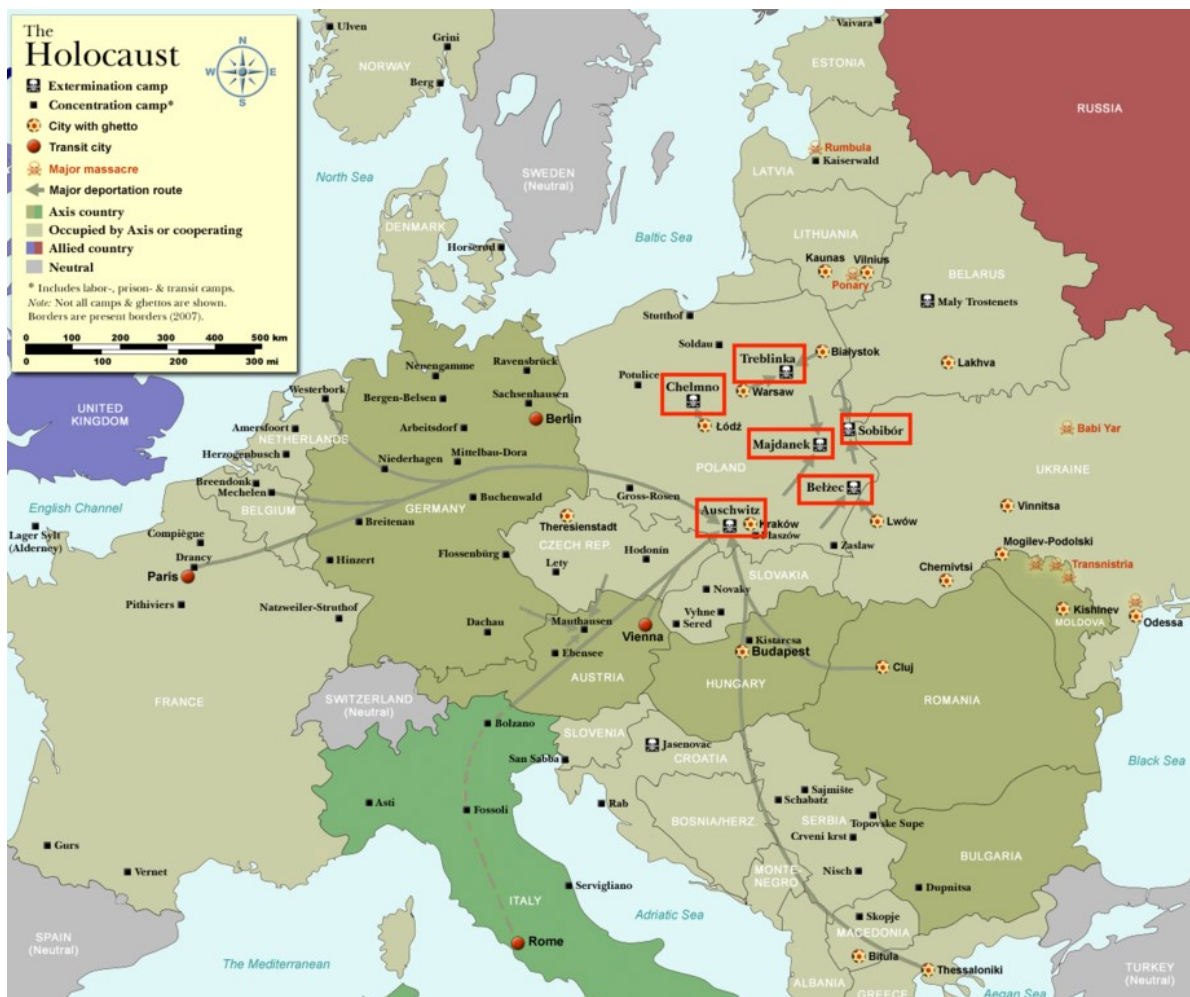 The
Holocaust
N
W E
S
Extermination camp
Concentration camp*
City with ghetto
Transit city
Major massacre
Major deportation route
Axis country
Occupied by Axis or cooperating
Allied country
Neutral
* Includes labor-, prison- & transit camps.
Note: Not all camps & ghettos are shown.
Borders are present borders (2007).
0 100 200 300 400 500 km
0 100 200 300 mi
Ulven
Grini
NORWAY
Berg
Vaivara
ESTONIA
RUSSIA
Rumbula
Kaiserwald
LATVIA
North Sea
SWEDEN
(Neutral)
DENMARK
Horserød
Baltic Sea
LITHUANIA
Kaunas
Vilnius
Ponary
BELARUS
Maly Trostenets
Stutthof
Soldau
Treblinka
Białystok
Lakhva
Ravensbrück
Neuengamme
Potulice
Chelmno
Warsaw
Westerbork
Bergen-Belsen
Sachsenhausen
Berlin
UNITED
KINGDOM
Amersfoort
NETHERLANDS
Arbeitsdorf
Łódź
Sobibór
Babi Yar
Majdanek
Herzogenbusch
Niederhagen
Mittelbau-Dora
POLAND
UKRAINE
Breendonk
Mechelen
Bełżec
English Channel
BELGIUM
GERMANY
Buchenwald
Gross-Rosen
Auschwitz
Vinnitsa
Lager Sylt
(Alderney)
Compiègne
Breitenau
Theresienstadt
Kraków
Płaszów
Lwów
CZECH REP.
Hodonín
Zaslaw
Mogilev-Podolski
Drancy
Hinzert
Flossenbürg
Lety
SLOVAKIA
Chernivtsi
Transnistria
Paris
Pithiviers
Natzweiler-Struthof
Novaky
Vyhne
Sered
Kishinev
MOLDOVA
Odessa
Dachau
Mauthausen
Vienna
Kistarcsa
Budapest
Ebensee
AUSTRIA
HUNGARY
Cluj
ROMANIA
FRANCE
SWITZERLAND
(Neutral)
Bolzano
SLOVENIA
San Sabba
Jasenovac
CROATIA
Black Sea
Asti
Fossoli
Rab
Sajmište
Schabatz
SERBIA
Topovske Supe
BOSNIA/HERZ.
Crveni krst
Gurs
Vernet
MONTE-
NEGRO
Nisch
BULGARIA
Dupnitsa
Servigliano
ITALY
Adriatic Sea
Skopje
MACEDONIA
SPAIN
(Neutral)
Rome
Bitula
The Mediterranean
Thessaloniki
ALBANIA
GREECE
Aegan Sea
TURKEY
(Neutral)